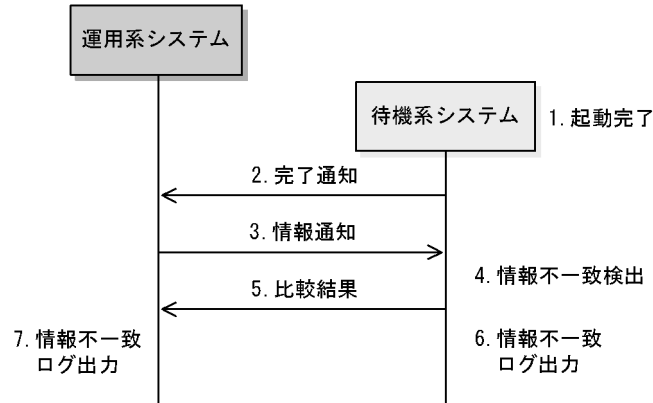 運用系システム
待機系システム
1.起動完了
2.完了通知
3.情報通知
4.情報不一致検出
5.比較結果
7.情報不一致
ログ出力
6.情報不一致
ログ出力